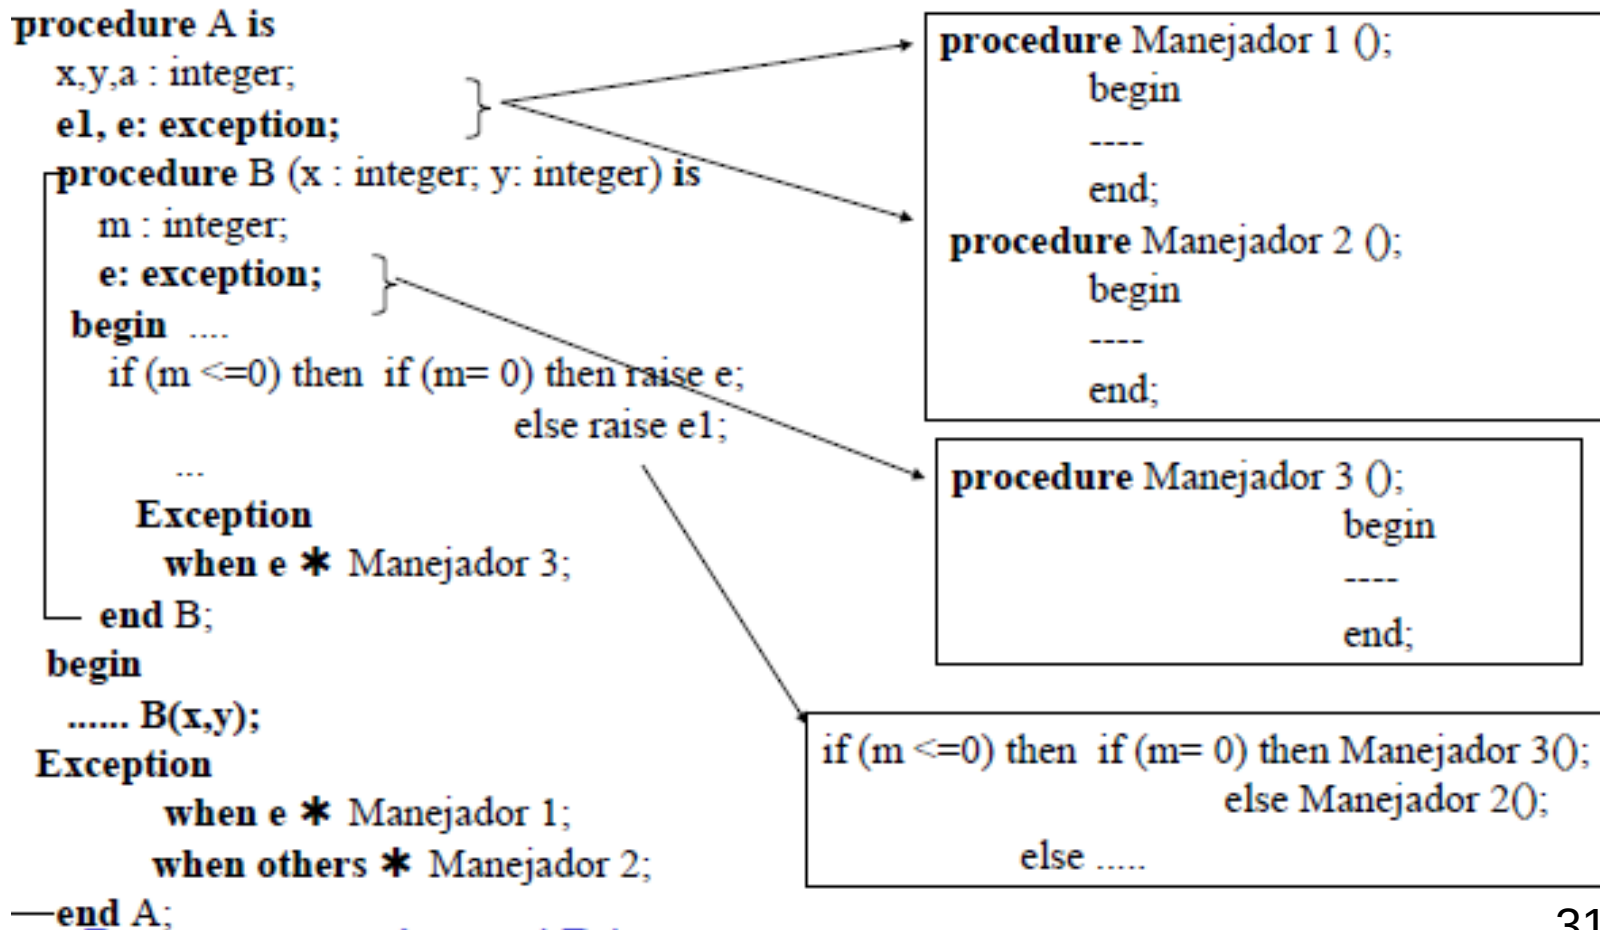 procedure A is
x,y,a : integer;
e1, e: exception;
procedure B (x : integer; y: integer) is
m : integer;
e: exception;
begin ....
if (m <=0) then if (m= 0) then raise e;
else raise e1;
...
Exception
when e * Manejador 3;
end B;
begin
...... B(x,y);
Exception
when e * Manejador 1;
when others * Manejador 2;
end A;
procedure Manejador 1 ();
begin
----
end;
procedure Manejador 2 ();
begin
----
end;
procedure Manejador 3 ();
begin
----
end;
if (m <=0) then if (m= 0) then Manejador 3();
else Manejador 2();
else .....
31